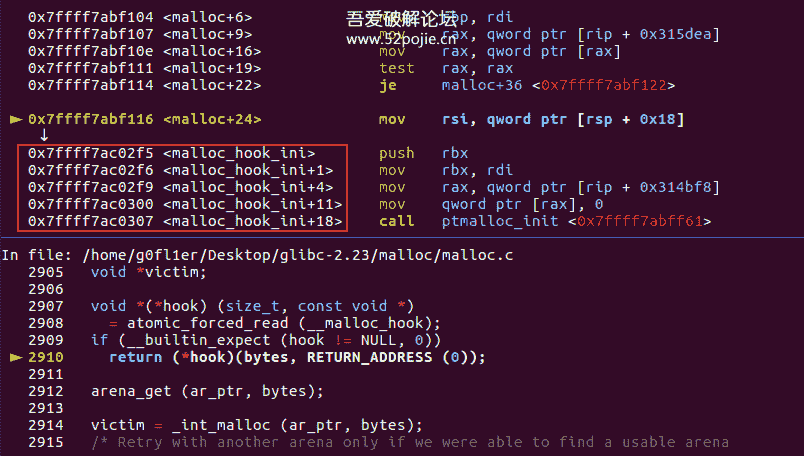 0x7ffff7abf104 <malloc+6> bp, rdi
吾爱破解论坛
0x7ffff7abf107 <malloc+9> mov rax, qword ptr [rip + 0x315dea]
www.52pojie.cn
0x7ffff7abf10e <malloc+16> mov rax, qword ptr [rax]
0x7ffff7abf111 <malloc+19> test rax, rax
0x7ffff7abf114 <malloc+22> je malloc+36 <0x7ffff7abf122>
► 0x7ffff7abf116 <malloc+24> mov rsi, qword ptr [rsp + 0x18]
↓
0x7ffff7ac02f5 <malloc_hook_ini> push rbx
0x7ffff7ac02f6 <malloc_hook_ini+1> mov rbx, rdi
0x7ffff7ac02f9 <malloc_hook_ini+4> mov rax, qword ptr [rip + 0x314bf8]
0x7ffff7ac0300 <malloc_hook_ini+11> mov qword ptr [rax], 0
0x7ffff7ac0307 <malloc_hook_ini+18> call ptmalloc_init <0x7ffff7abff61>
In file: /home/g0fl1er/Desktop/glibc-2.23/malloc/malloc.c
2905 void *victim;
2906
2907 void *(*hook) (size_t, const void *)
2908 = atomic_forced_read (__malloc_hook);
2909 if (__builtin_expect (hook != NULL, 0))
► 2910 return (*hook)(bytes, RETURN_ADDRESS (0));
2911
2912 arena_get (ar_ptr, bytes);
2913
2914 victim = _int_malloc (ar_ptr, bytes);
2915 /* Retry with another arena only if we were able to find a usable arena